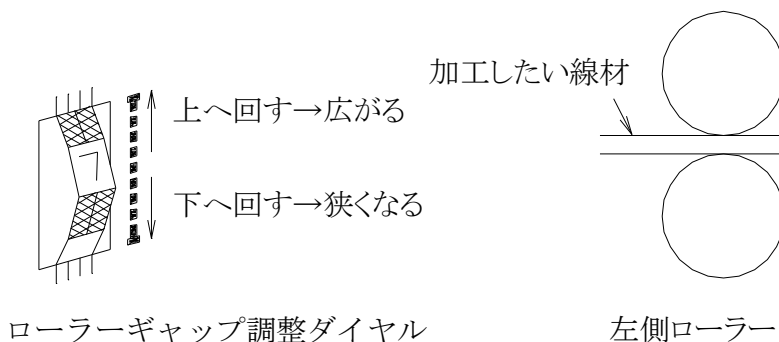 加工したい線材
上へ回す→広がる
下へ回す→狭くなる
ローラーギャップ調整ダイヤル
左側ローラー